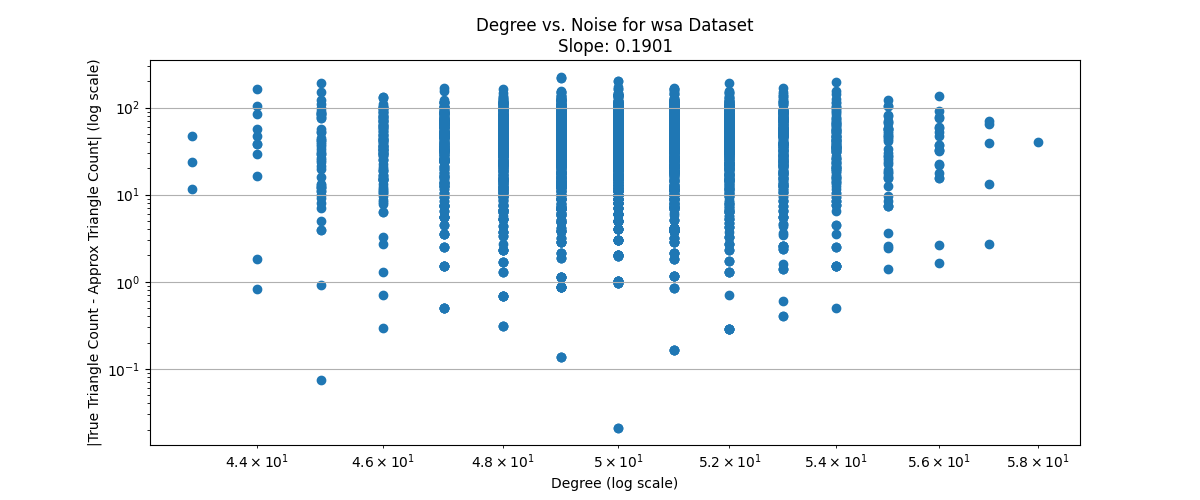 Degree vs. Noise for wsa Dataset
Slope: 0.1901
|True Triangle Count - Approx Triangle Count| (log scale)
10²
10¹
10⁰
10⁻¹
4.4 × 10¹ 4.6 × 10¹ 4.8 × 10¹ 5 × 10¹ 5.2 × 10¹ 5.4 × 10¹ 5.6 × 10¹ 5.8 × 10¹
Degree (log scale)